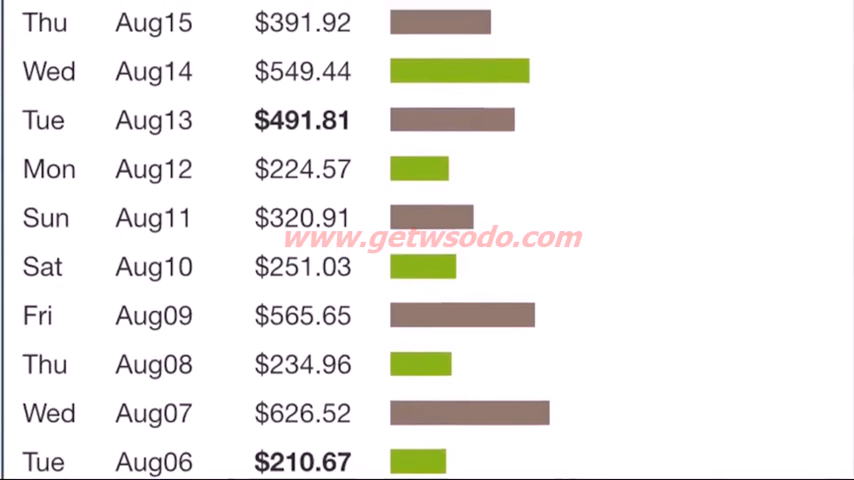 Thu Aug15 $391.92
Wed Aug14 $549.44
Tue Aug13 $491.81
Mon Aug12 $224.57
Sun Aug11 $320.91
www.getwsodo.com
Sat Aug10 $251.03
Fri Aug09 $565.65
Thu Aug08 $234.96
Wed Aug07 $626.52
Tue Aug06 $210.67